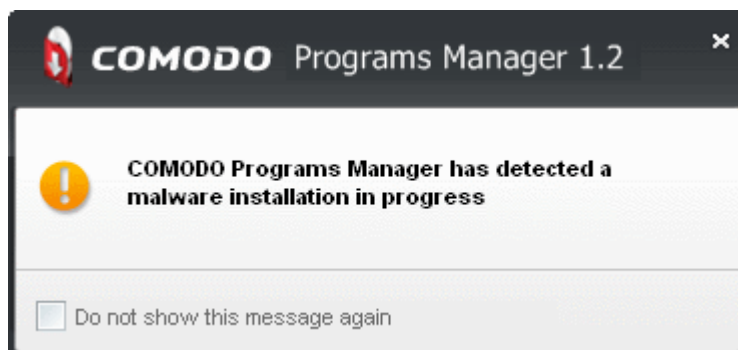 COMODO Programs Manager 1.2
COMODO Programs Manager has detected a
malware installation in progress
Do not show this message again